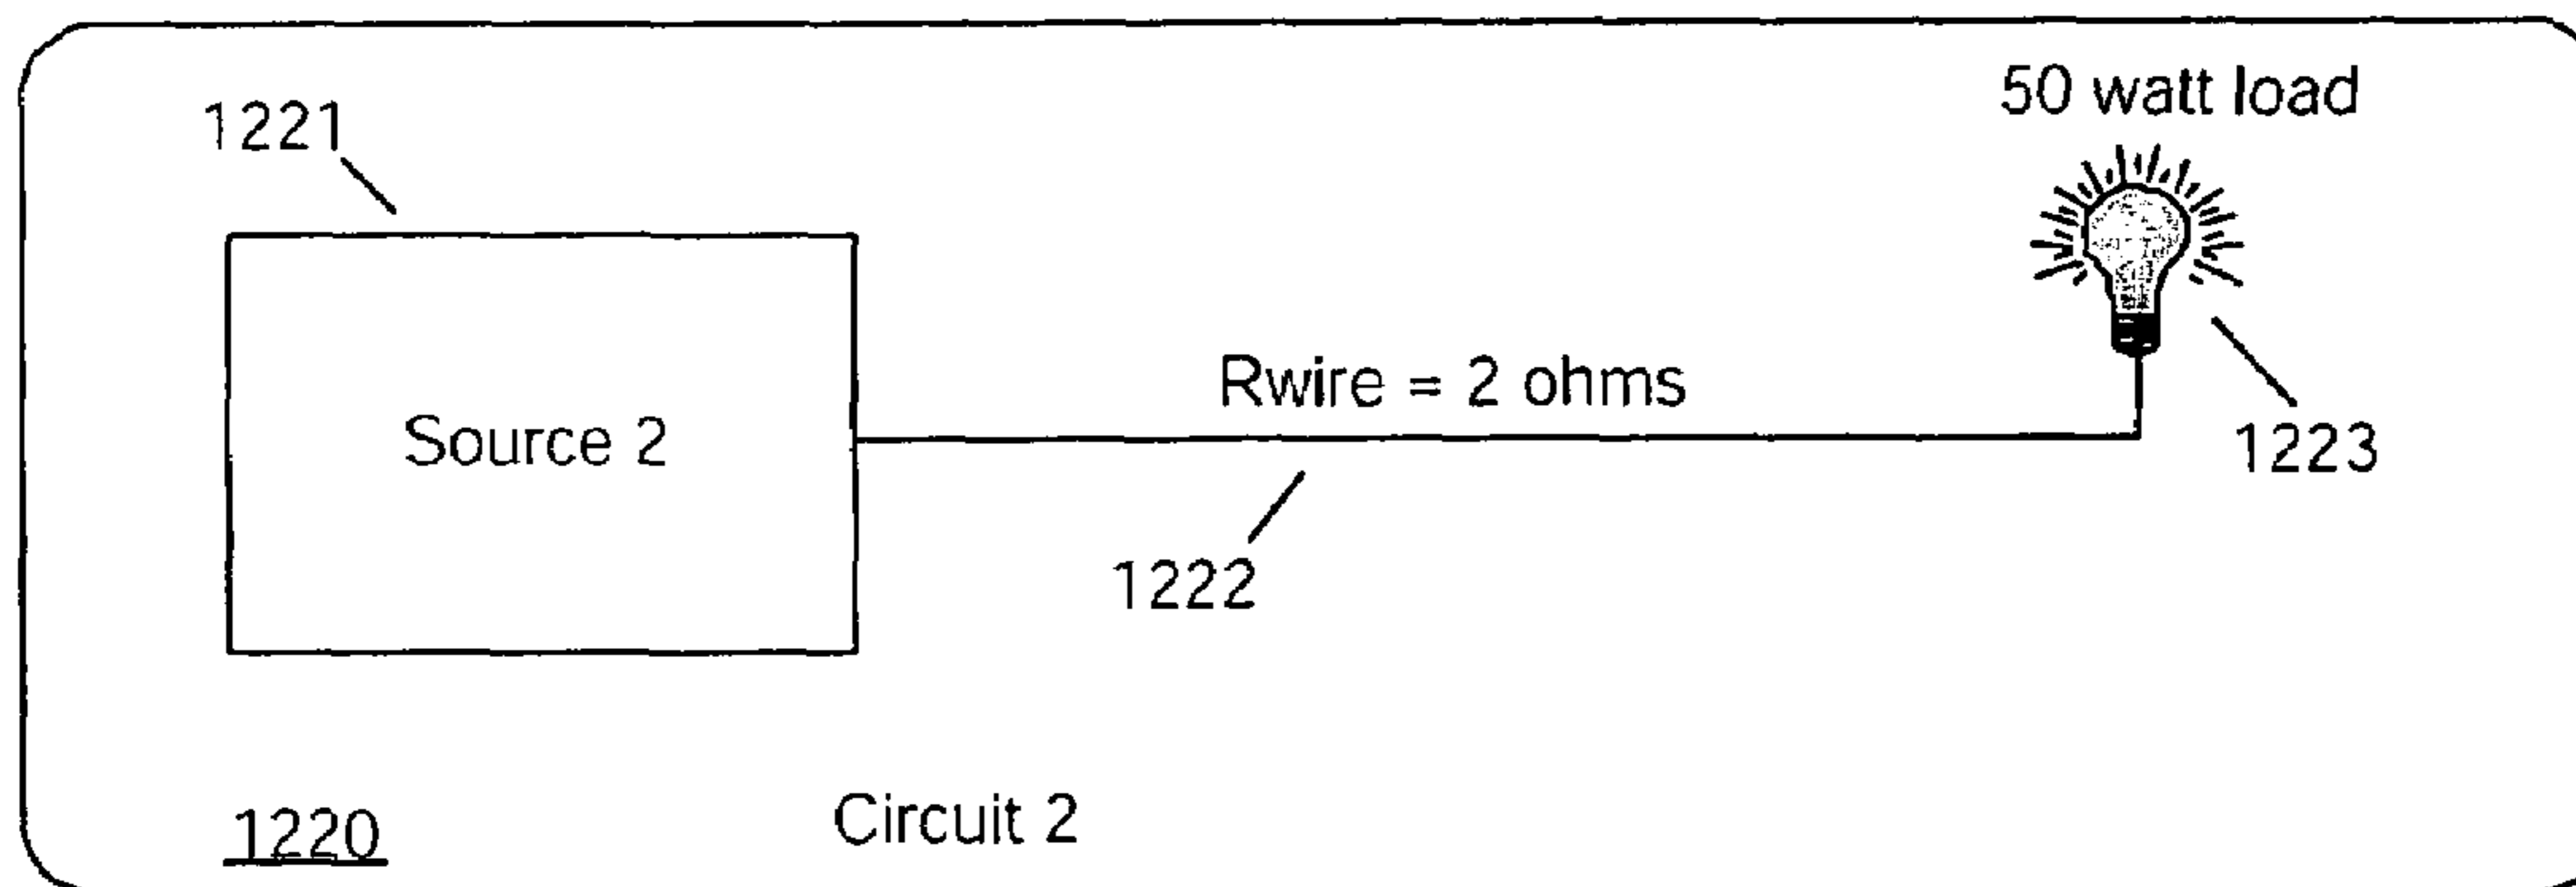 50 watt load
1221
Rwire = 2 ohms
Source 2
1223
1222
1220
Circuit 2